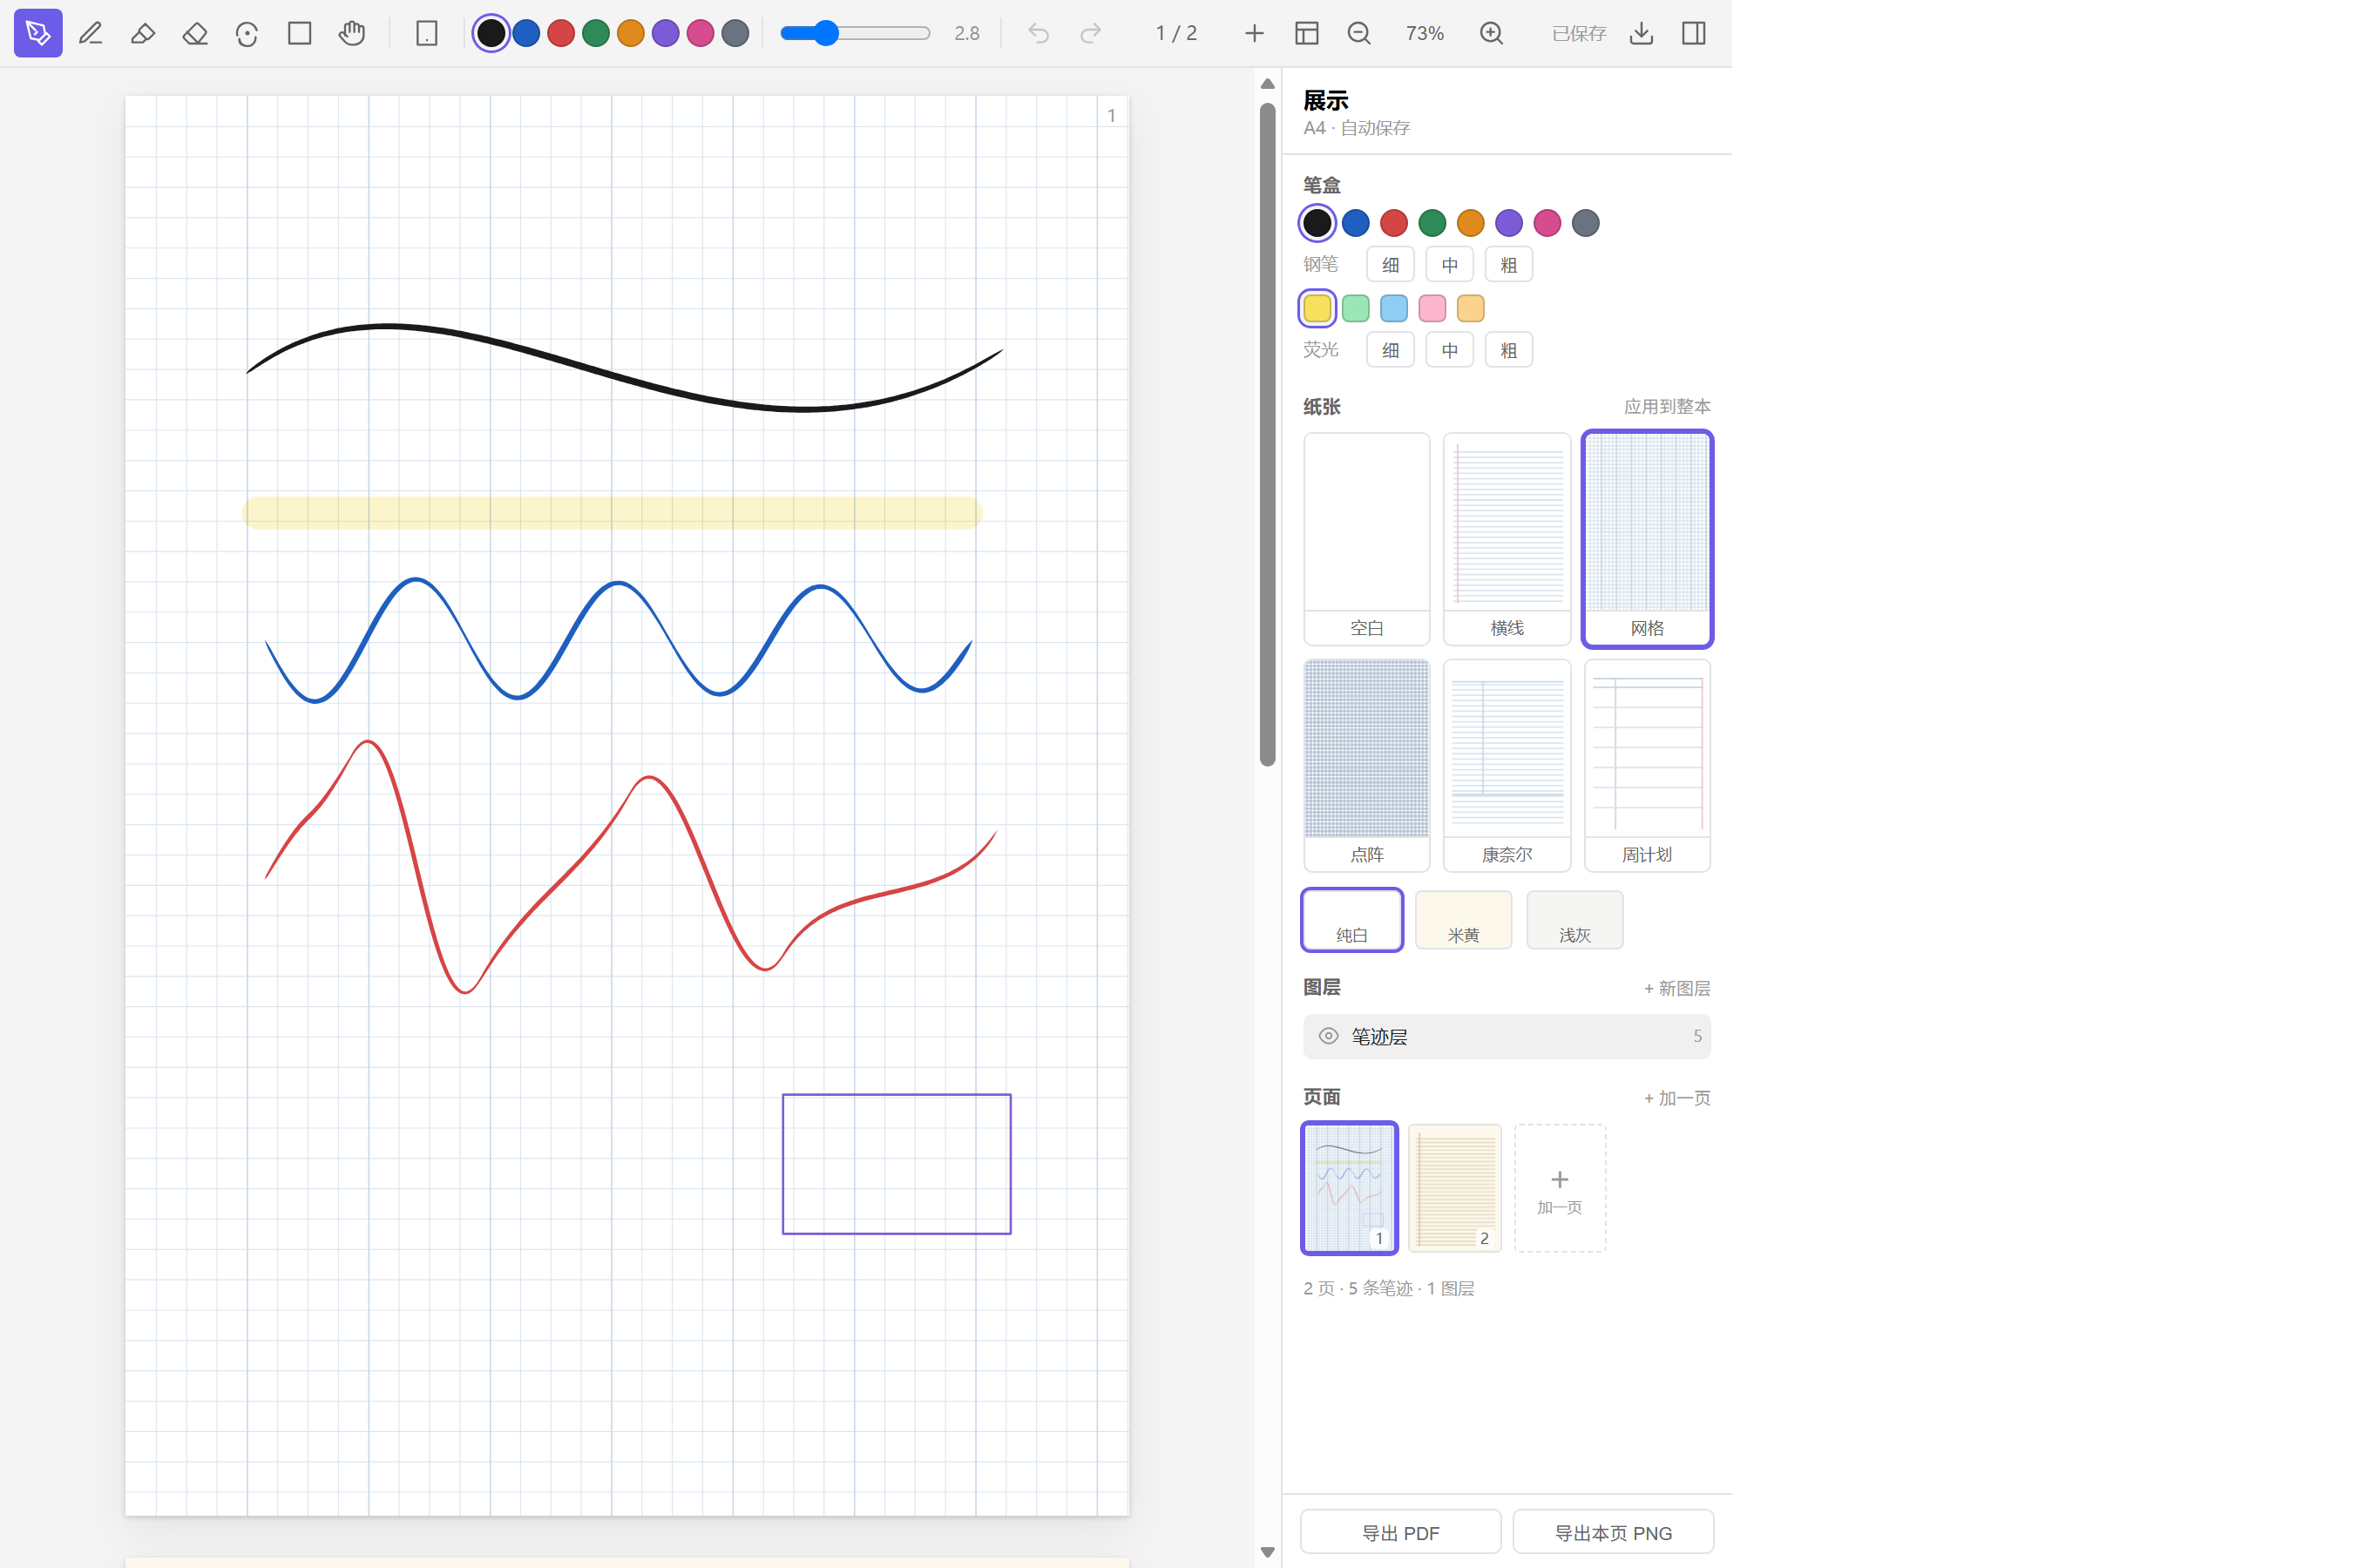 2.8
1 / 2
73%
已保存
1
展示
A4 · 自动保存
笔盒
钢笔 细 中 粗
荧光 细 中 粗
纸张 应用到整本
空白 横线 网格
点阵 康奈尔 周计划
纯白 米黄 浅灰
图层 + 新图层
笔迹层 5
页面 + 加一页
1 2
加一页
2 页 · 5 条笔迹 · 1 图层
导出 PDF 导出本页 PNG